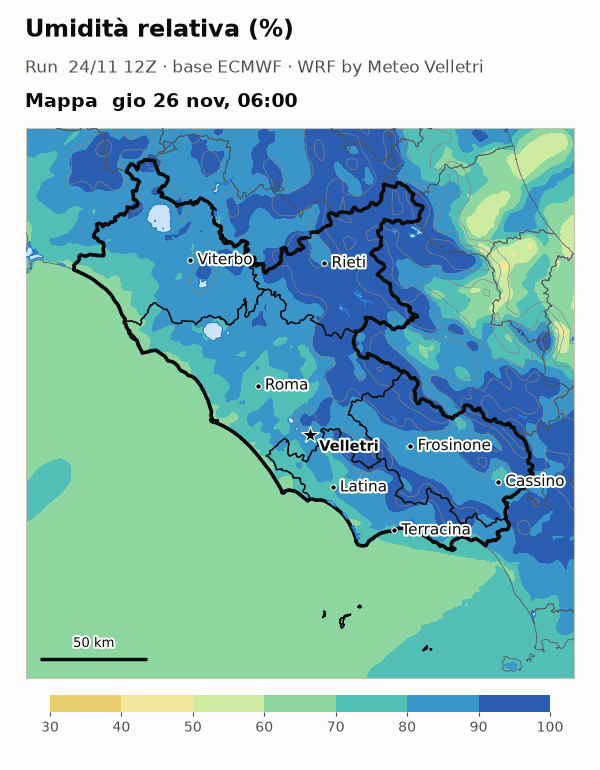 Umidità relativa (%)
Run  24/11 12Z · base ECMWF · WRF by Meteo Velletri
Mappa  gio 26 nov, 06:00
Viterbo
Rieti
Roma
Velletri
Frosinone
Cassino
Latina
Terracina
50 km
30 40 50 60 70 80 90 100